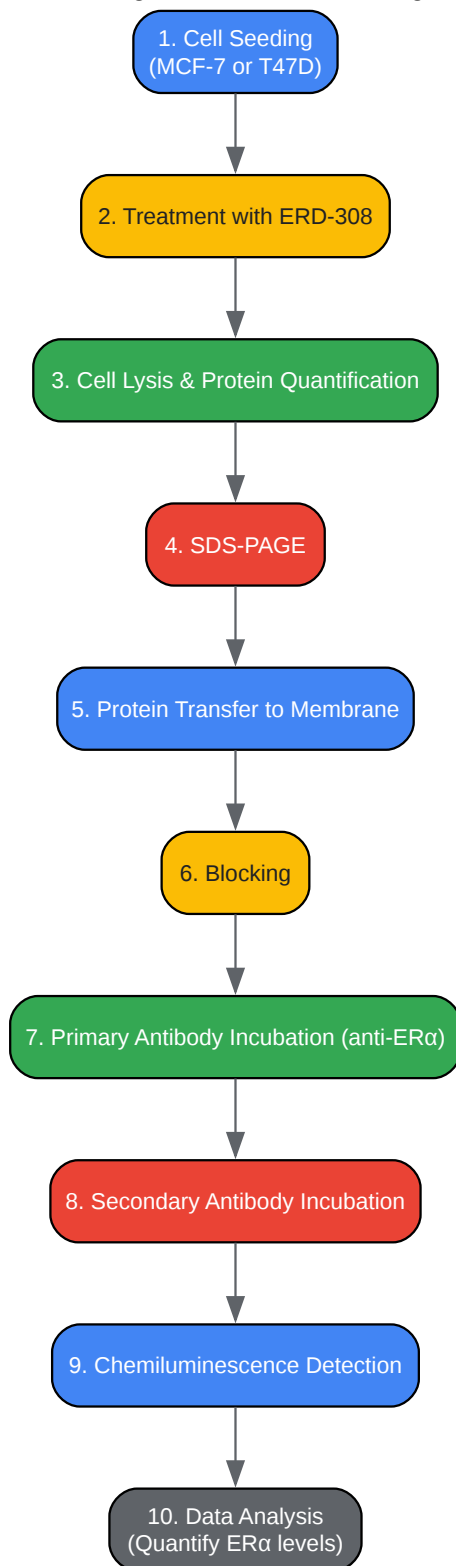 1. Cell Seeding
(MCF-7 or T47D)
2. Treatment with ERD-308
3. Cell Lysis & Protein Quantification
4. SDS-PAGE
5. Protein Transfer to Membrane
6. Blocking
7. Primary Antibody Incubation (anti-ERα)
8. Secondary Antibody Incubation
9. Chemiluminescence Detection
10. Data Analysis
(Quantify ERα levels)